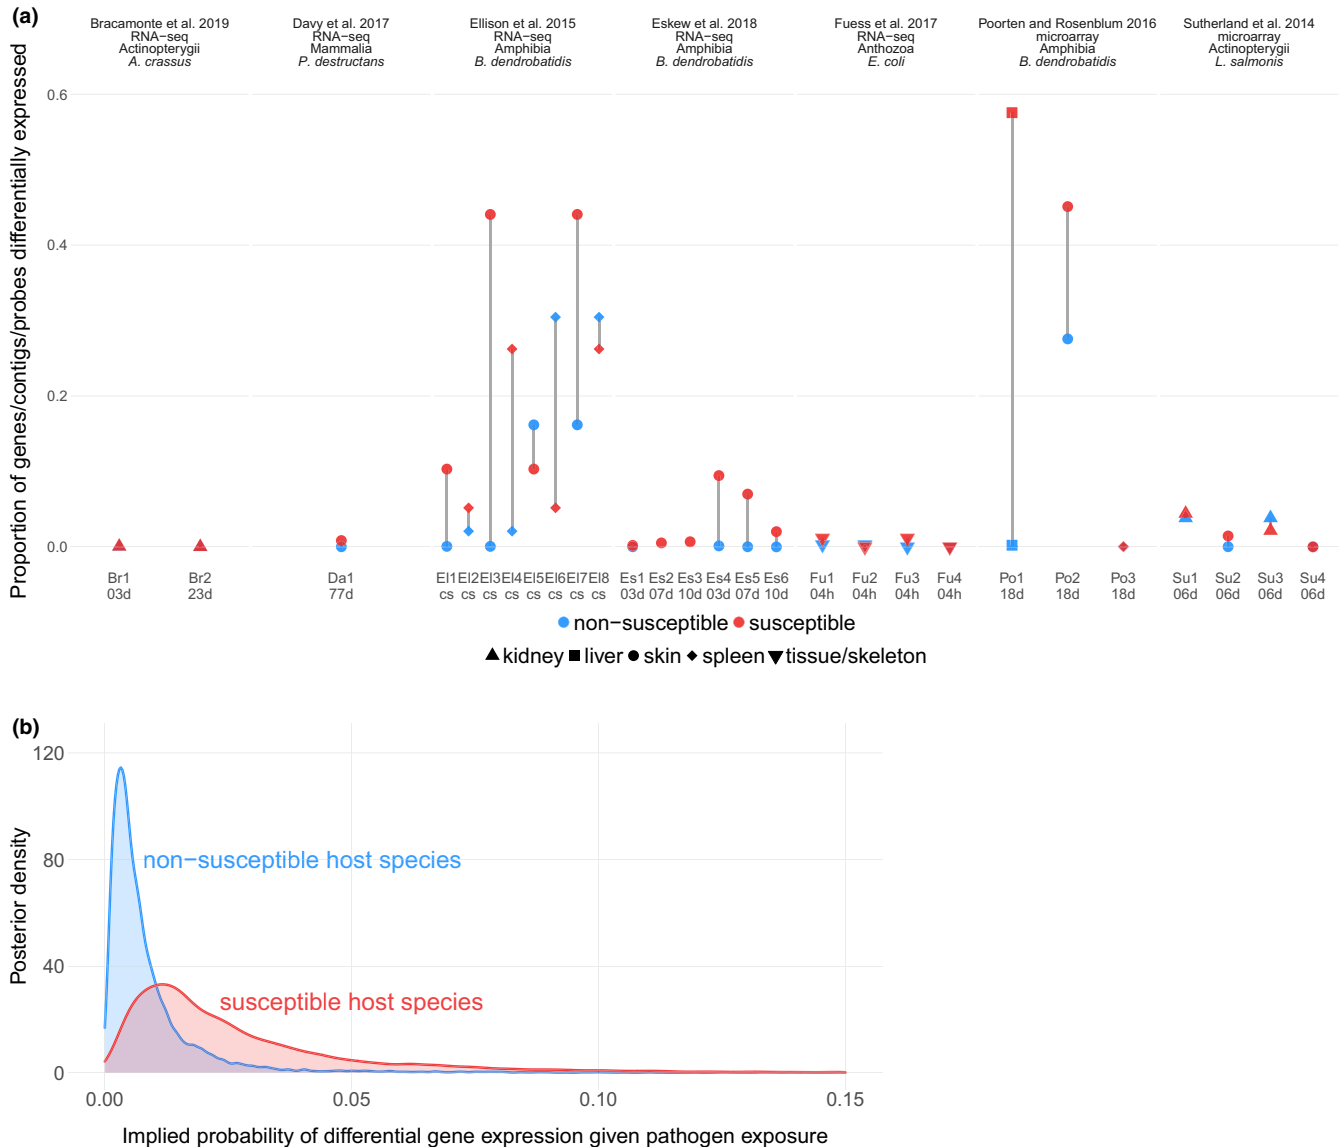 (a)
Bracamonte et al. 2019
RNA-seq
Actinopterygii
A. crassus
Davy et al. 2017
RNA-seq
Mammalia
P. destructans
Ellison et al. 2015
RNA-seq
Amphibia
B. dendrobatidis
Eskew et al. 2018
RNA-seq
Amphibia
B. dendrobatidis
Fuess et al. 2017
RNA-seq
Anthozoa
E. coli
Poorten and Rosenblum 2016
microarray
Amphibia
B. dendrobatidis
Sutherland et al. 2014
microarray
Actinopterygii
L. salmonis
Proportion of genes/contigs/probes differentially expressed
0.6
0.4
0.2
0.0
Br1 Br2 Da1 El1 El2 El3 El4 El5 El6 El7 El8 Es1 Es2 Es3 Es4 Es5 Es6 Fu1 Fu2 Fu3 Fu4 Po1 Po2 Po3 Su1 Su2 Su3 Su4
03d 23d 77d cs cs cs cs cs cs cs cs 03d 07d 10d 03d 07d 10d 04h 04h 04h 04h 18d 18d 18d 06d 06d 06d 06d
non−susceptible susceptible
kidney liver skin spleen tissue/skeleton
(b)
Posterior density
120
80
40
0
non−susceptible host species
susceptible host species
0.00 0.05 0.10 0.15
Implied probability of differential gene expression given pathogen exposure